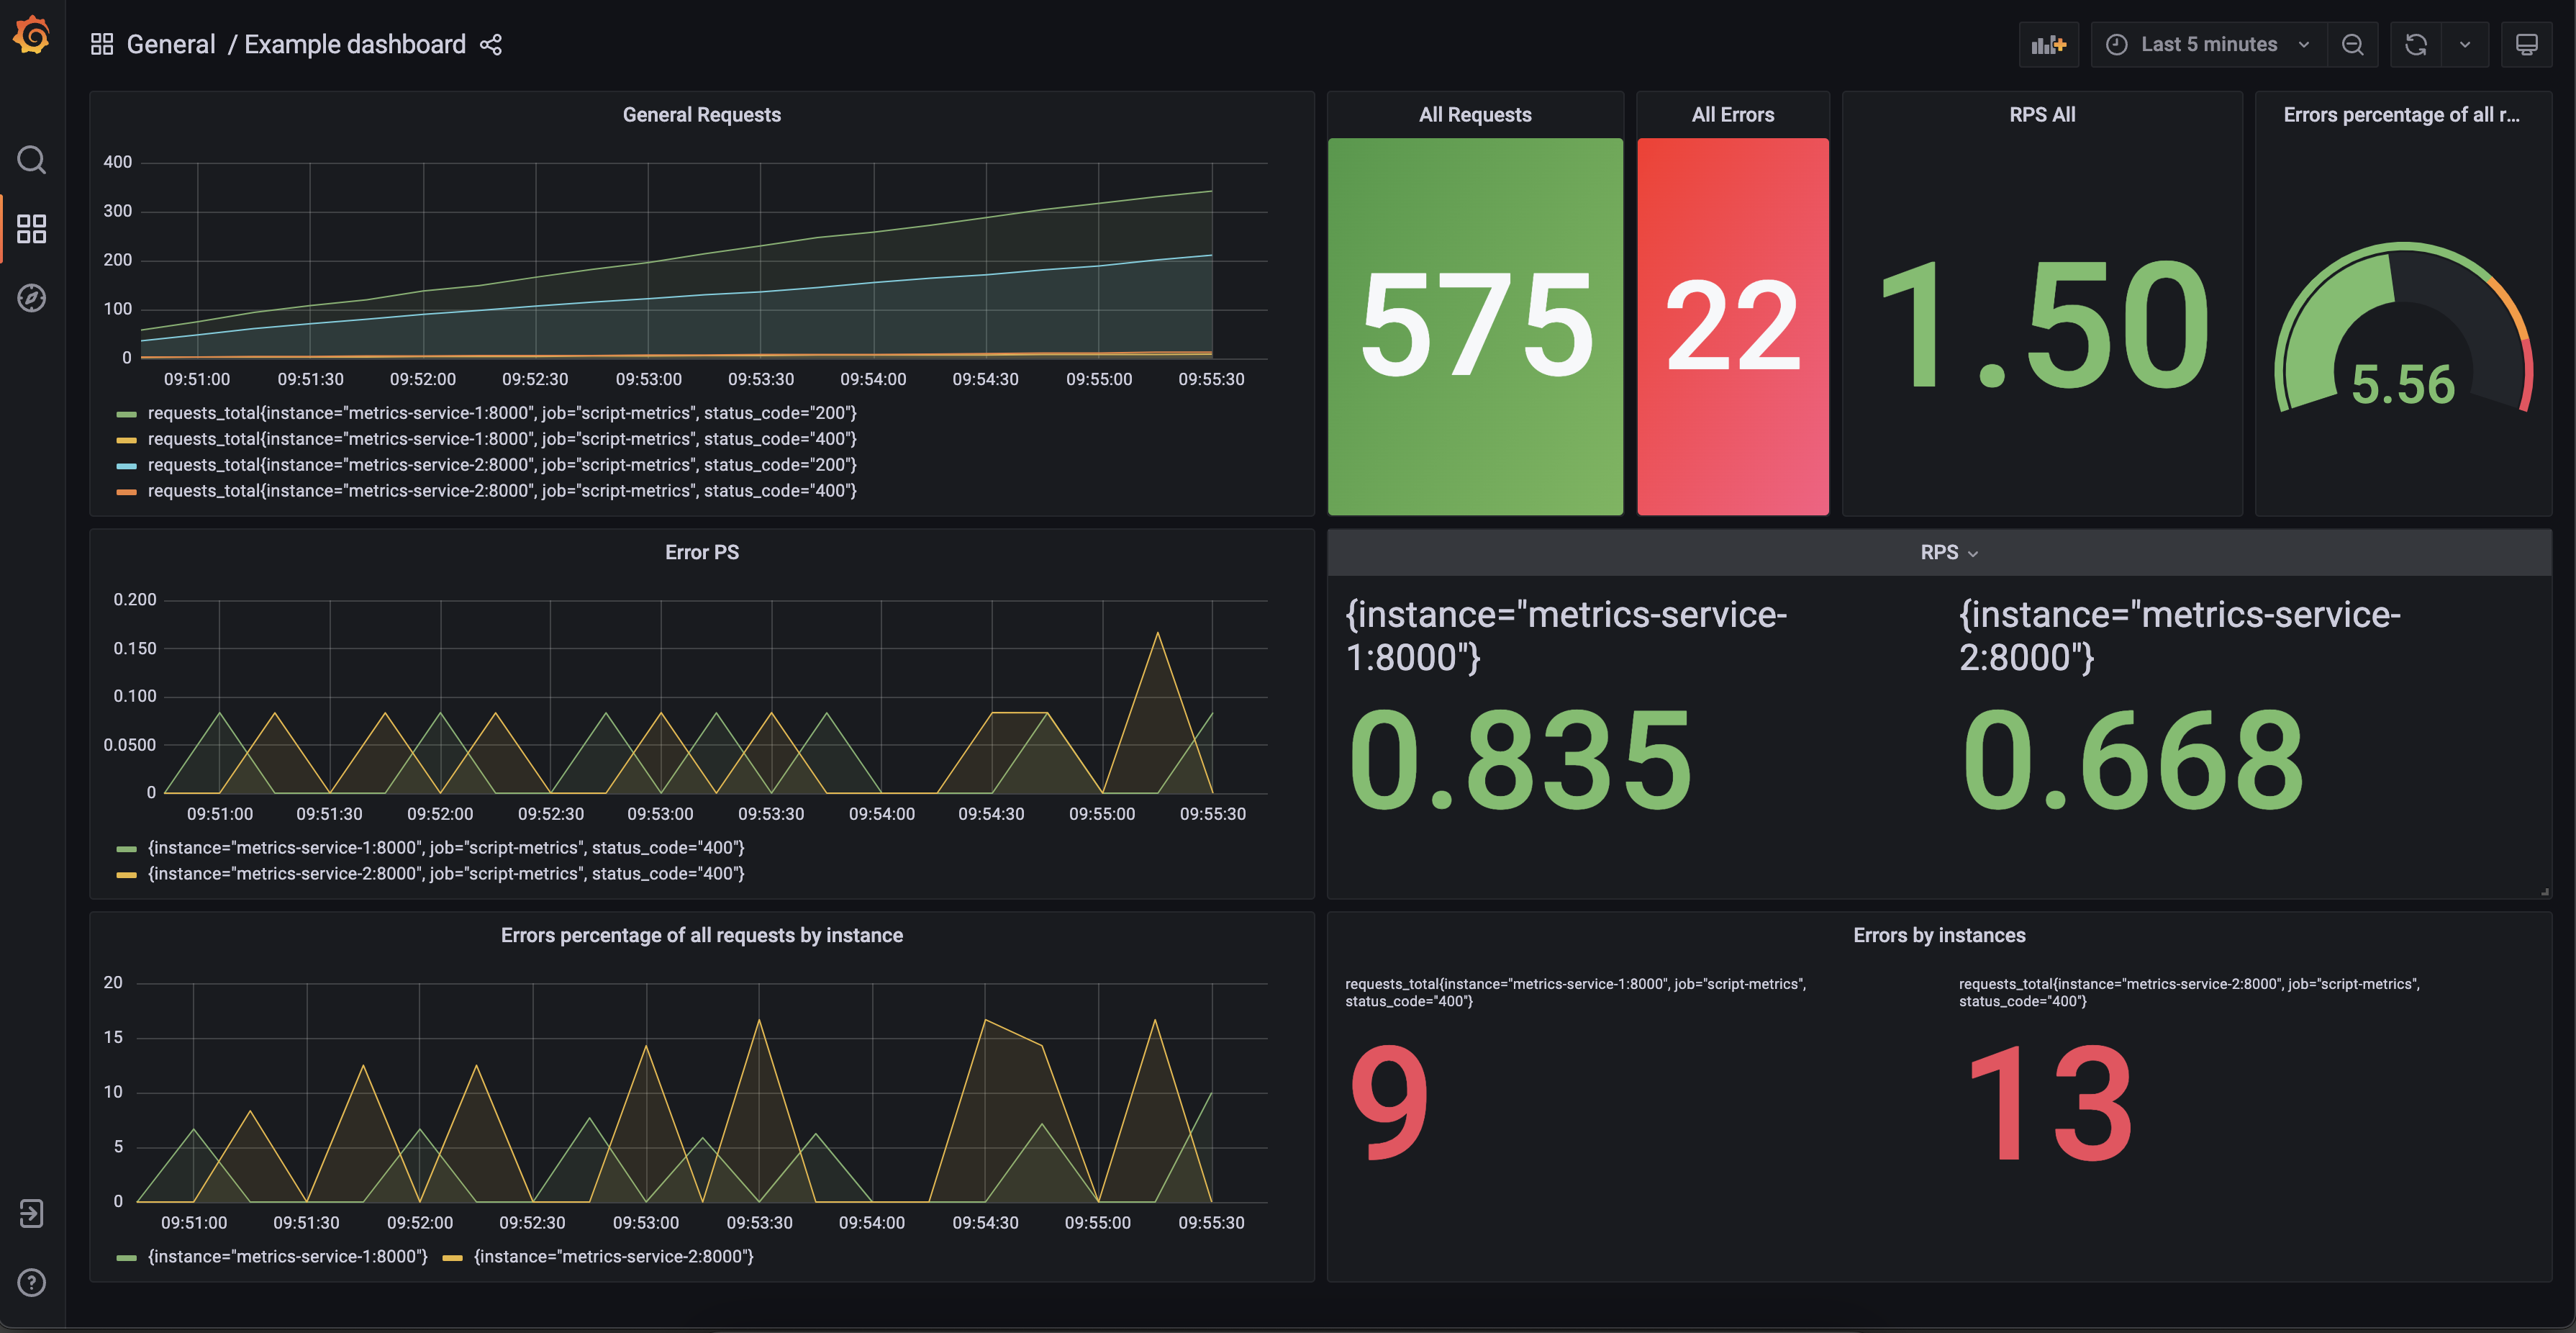 General / Example dashboard
Last 5 minutes
General Requests
400
300
200
100
0
09:51:00 09:51:30 09:52:00 09:52:30 09:53:00 09:53:30 09:54:00 09:54:30 09:55:00 09:55:30
requests_total{instance="metrics-service-1:8000", job="script-metrics", status_code="200"}
requests_total{instance="metrics-service-1:8000", job="script-metrics", status_code="400"}
requests_total{instance="metrics-service-2:8000", job="script-metrics", status_code="200"}
requests_total{instance="metrics-service-2:8000", job="script-metrics", status_code="400"}
All Requests
575
All Errors
22
RPS All
1.50
Errors percentage of all r...
5.56
Error PS
0.200
0.150
0.100
0.0500
0
09:51:00 09:51:30 09:52:00 09:52:30 09:53:00 09:53:30 09:54:00 09:54:30 09:55:00 09:55:30
{instance="metrics-service-1:8000", job="script-metrics", status_code="400"}
{instance="metrics-service-2:8000", job="script-metrics", status_code="400"}
RPS
{instance="metrics-service-
1:8000"}
0.835
{instance="metrics-service-
2:8000"}
0.668
Errors percentage of all requests by instance
20
15
10
5
0
09:51:00 09:51:30 09:52:00 09:52:30 09:53:00 09:53:30 09:54:00 09:54:30 09:55:00 09:55:30
{instance="metrics-service-1:8000"} {instance="metrics-service-2:8000"}
Errors by instances
requests_total{instance="metrics-service-1:8000", job="script-metrics",
status_code="400"}
9
requests_total{instance="metrics-service-2:8000", job="script-metrics",
status_code="400"}
13